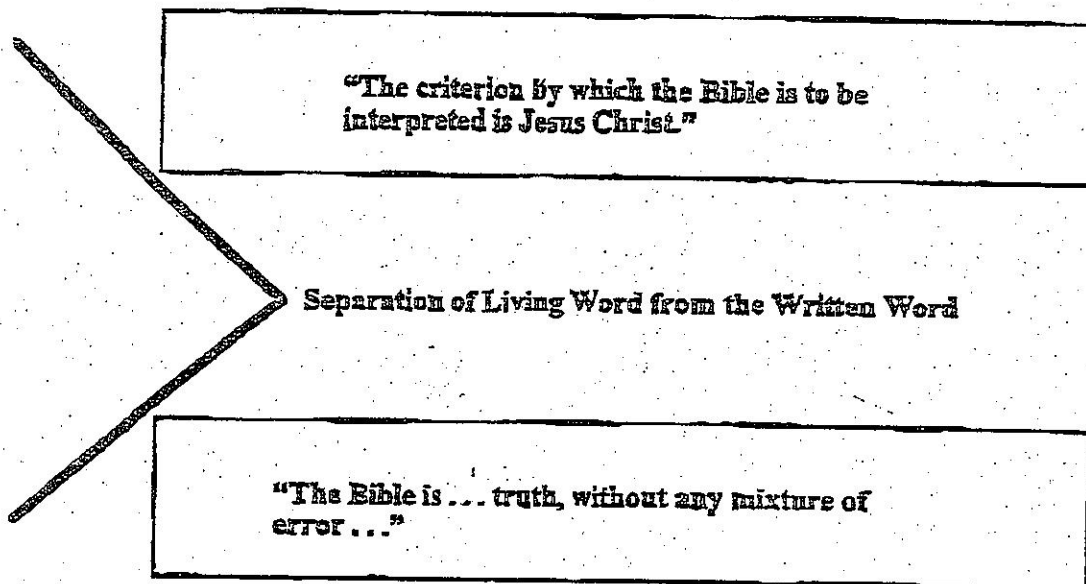 “The criterion by which the Bible is to be
interpreted is Jesus Christ.”
Separation of Living Word from the Written Word
“The Bible is ... truth, without any mixture of
error ...”